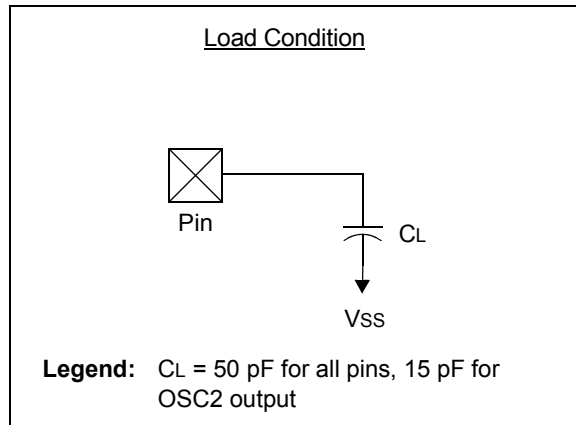 Load Condition
Pin
CL
VSS
Legend: CL = 50 pF for all pins, 15 pF for
OSC2 output